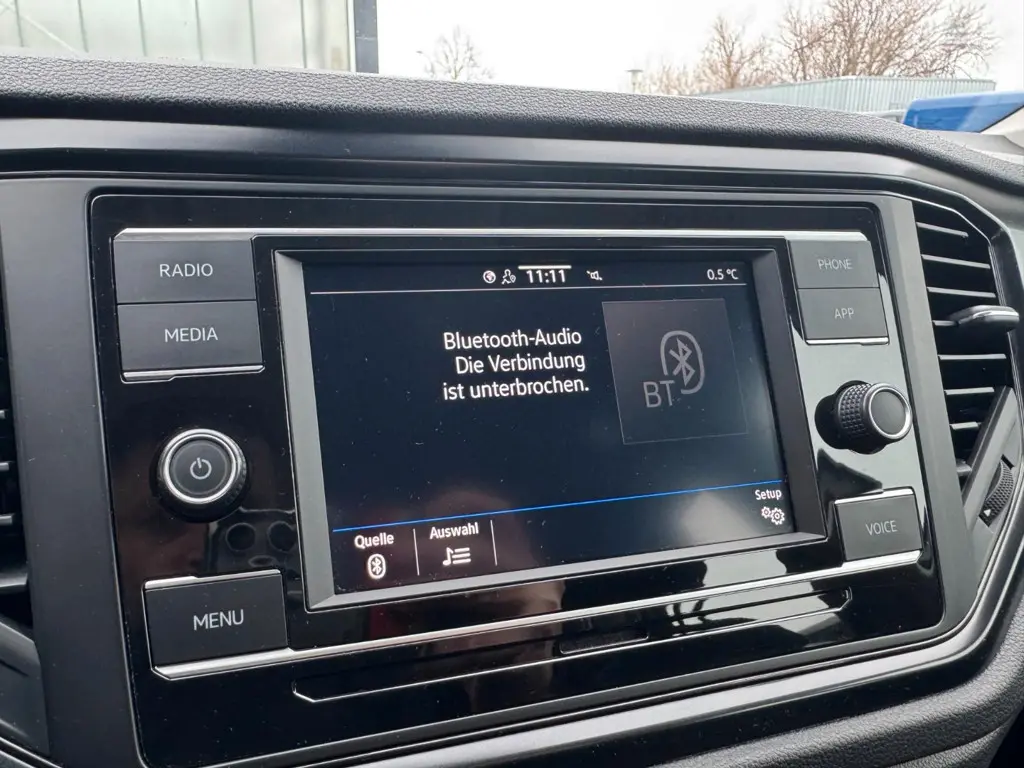 RADIO
MEDIA
MENU
11:11
0.5 °C
Bluetooth-Audio
Die Verbindung
ist unterbrochen.
BT
Quelle
Auswahl
Setup
PHONE
APP
VOICE